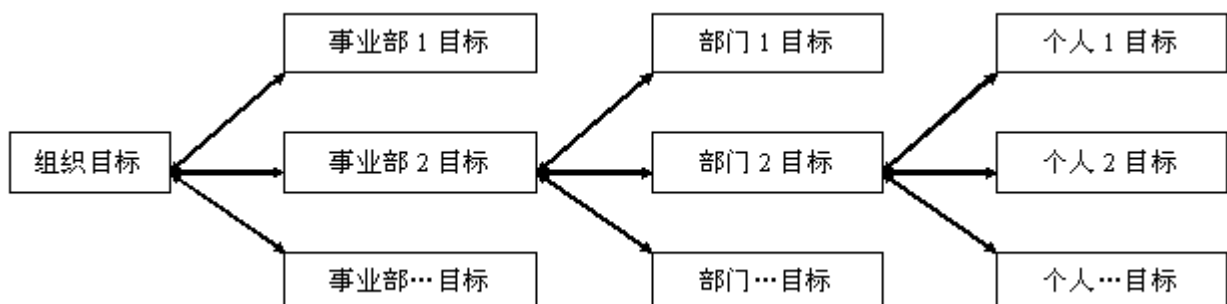 事业部 1 目标
部门 1 目标
个人 1 目标
组织目标
事业部 2 目标
部门 2 目标
个人 2 目标
事业部…目标
部门…目标
个人…目标